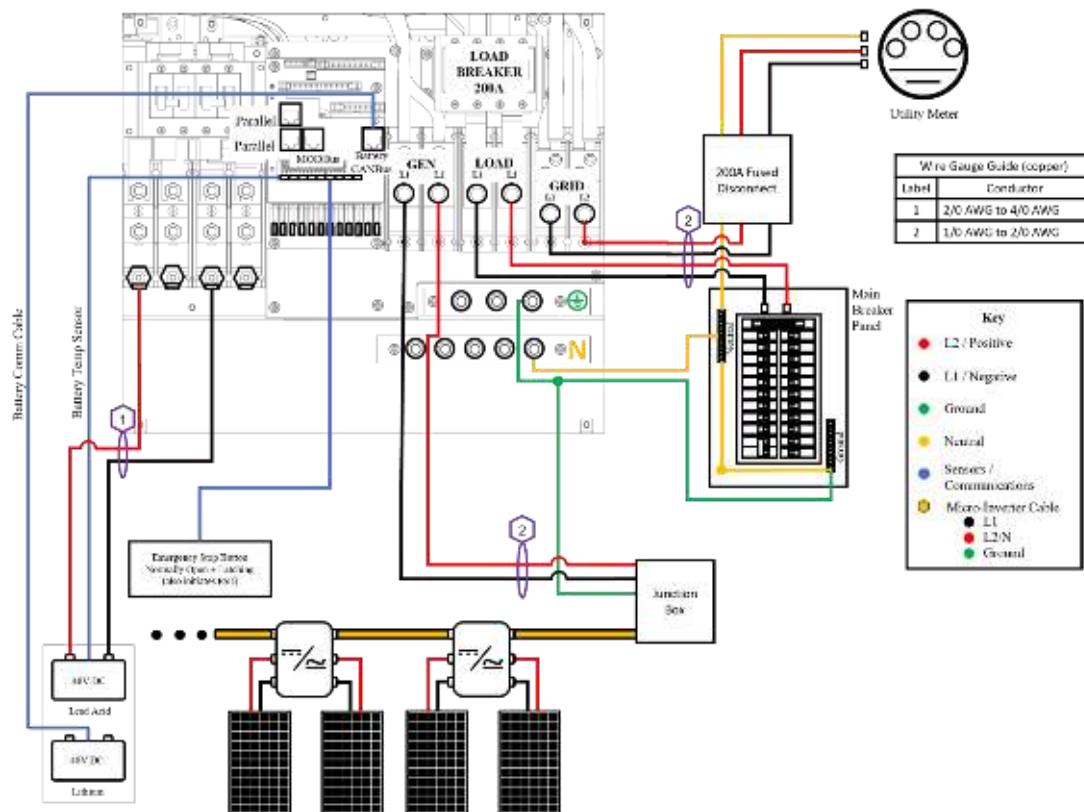 LOAD
BREAKER
200A
Parallel
Parallel
MODBus
Battery
CANBus
GEN
L1
LOAD
L1
GRID
L1
L2
N
Utility Meter
200A Fused
Disconnect
Wire Gauge Guide (copper)
Label Conductor
1 2/0 AWG to 4/0 AWG
2 1/0 AWG to 2/0 AWG
2
Main
Breaker
Panel
Key
L2 / Positive
L1 / Negative
Ground
Neutral
Sensors /
Communications
Micro-Inverter Cable
L1
L2/N
Ground
Battery Comm Cable
Battery Temp Sensor
1
Emergency Stop Button
Normally Open + Latching
2
Junction
Box
48V DC
Lead Acid
48V DC
Lithium